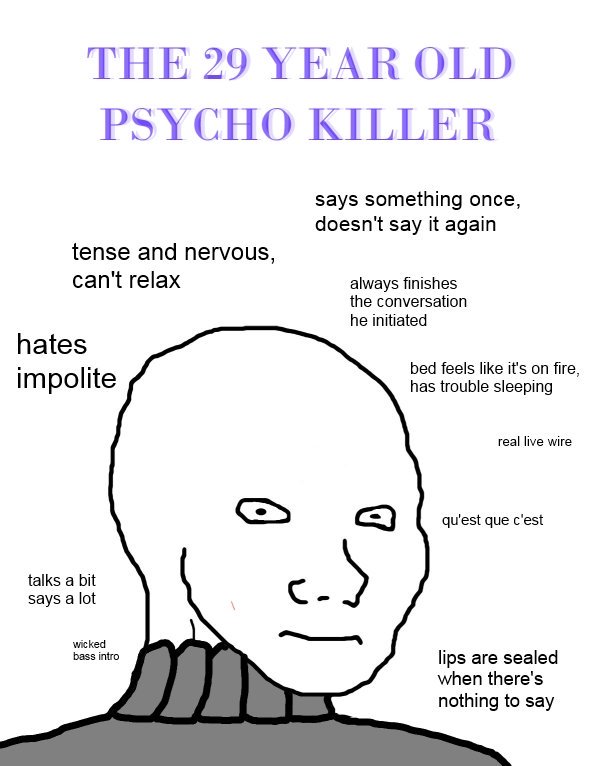 THE 29 YEAR OLD
PSYCHO KILLER
says something once,
doesn't say it again
tense and nervous,
can't relax
always finishes
the conversation
he initiated
hates
impolite
bed feels like it's on fire,
has trouble sleeping
real live wire
qu'est que c'est
talks a bit
says a lot
wicked
bass intro
lips are sealed
when there's
nothing to say